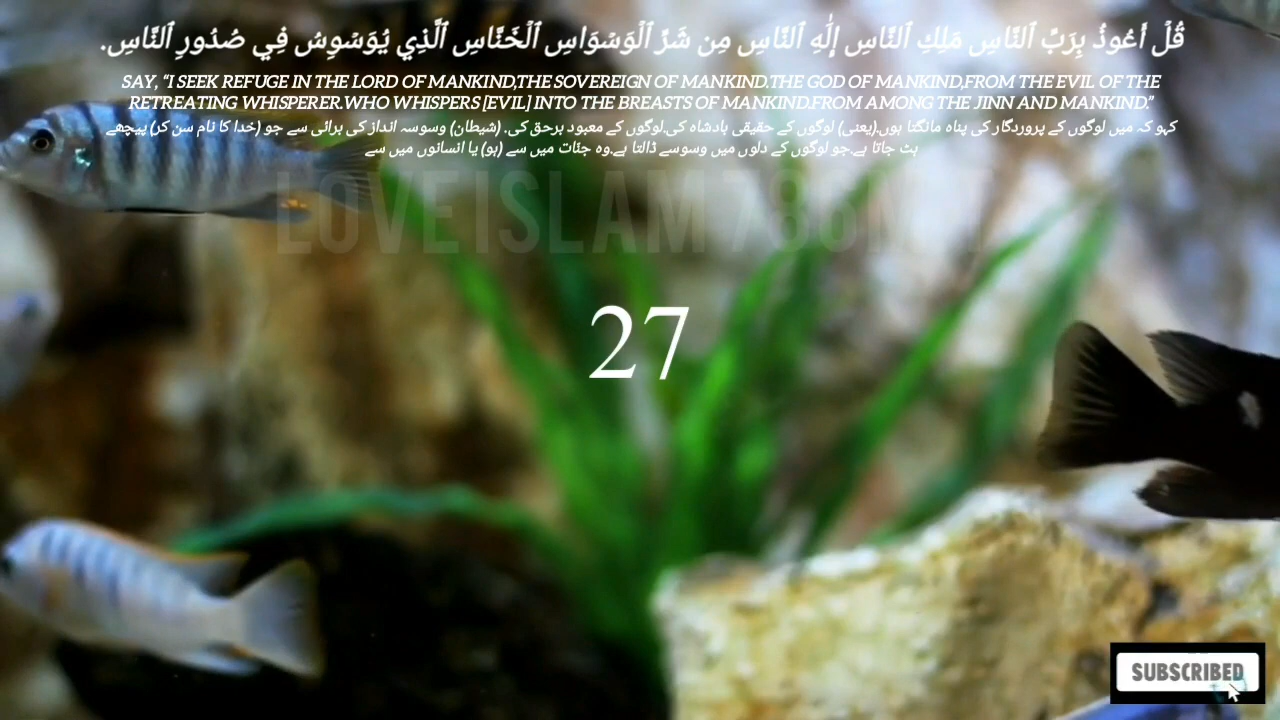 قُلْ أَعُوذُ بِرَبِّ ٱلنَّاسِ مَلِكِ ٱلنَّاسِ إِلَٰهِ ٱلنَّاسِ مِن شَرِّ ٱلْوَسْوَاسِ ٱلْخَنَّاسِ ٱلَّذِي يُوَسْوِسُ فِي صُدُورِ ٱلنَّاسِ.
SAY, “I SEEK REFUGE IN THE LORD OF MANKIND,THE SOVEREIGN OF MANKIND.THE GOD OF MANKIND,FROM THE EVIL OF THE
RETREATING WHISPERER.WHO WHISPERS [EVIL] INTO THE BREASTS OF MANKIND.FROM AMONG THE JINN AND MANKIND.”
کہو کہ میں لوگوں کے پروردگار کی پناہ مانگتا ہوں.(یعنی) لوگوں کے حقیقی بادشاہ کی.لوگوں کے معبود برحق کی. (شیطان) وسوسہ انداز کی برائی سے جو (خدا کا نام سن کر) پیچھے
ہٹ جاتا ہے.جو لوگوں کے دلوں میں وسوسے ڈالتا ہے.وہ جنّات میں سے (ہو) یا انسانوں میں سے
LOVE ISLAM 786
27
SUBSCRIBED